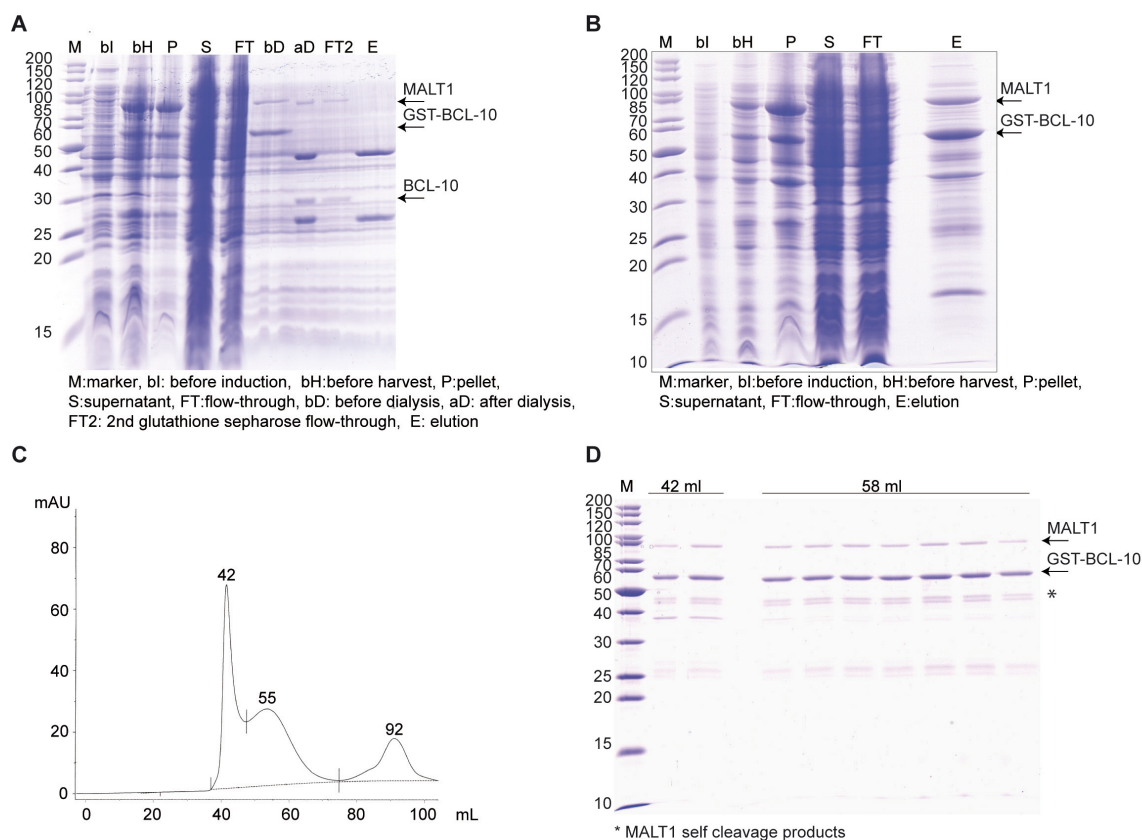 A
M bI bH P S FT bD aD FT2 E
200
150
120
100
85
70
60
50
40
30
25
20
15
MALT1
GST-BCL-10
BCL-10
M:marker, bI: before induction, bH:before harvest, P:pellet,
S:supernatant, FT:flow-through, bD: before dialysis, aD: after dialysis,
FT2: 2nd glutathione sepharose flow-through, E: elution
B
M bI bH P S FT E
200
150
120
100
85
70
60
50
40
30
25
20
15
10
MALT1
GST-BCL-10
M:marker, bI:before induction, bH:before harvest, P:pellet,
S:supernatant, FT:flow-through, E:elution
C
mAU
80
60
40
20
0
42
55
92
0 20 40 60 80 100 mL
D
M 42 ml 58 ml
200
150
120
100
85
70
60
50
40
30
25
20
15
10
MALT1
GST-BCL-10
*
* MALT1 self cleavage products